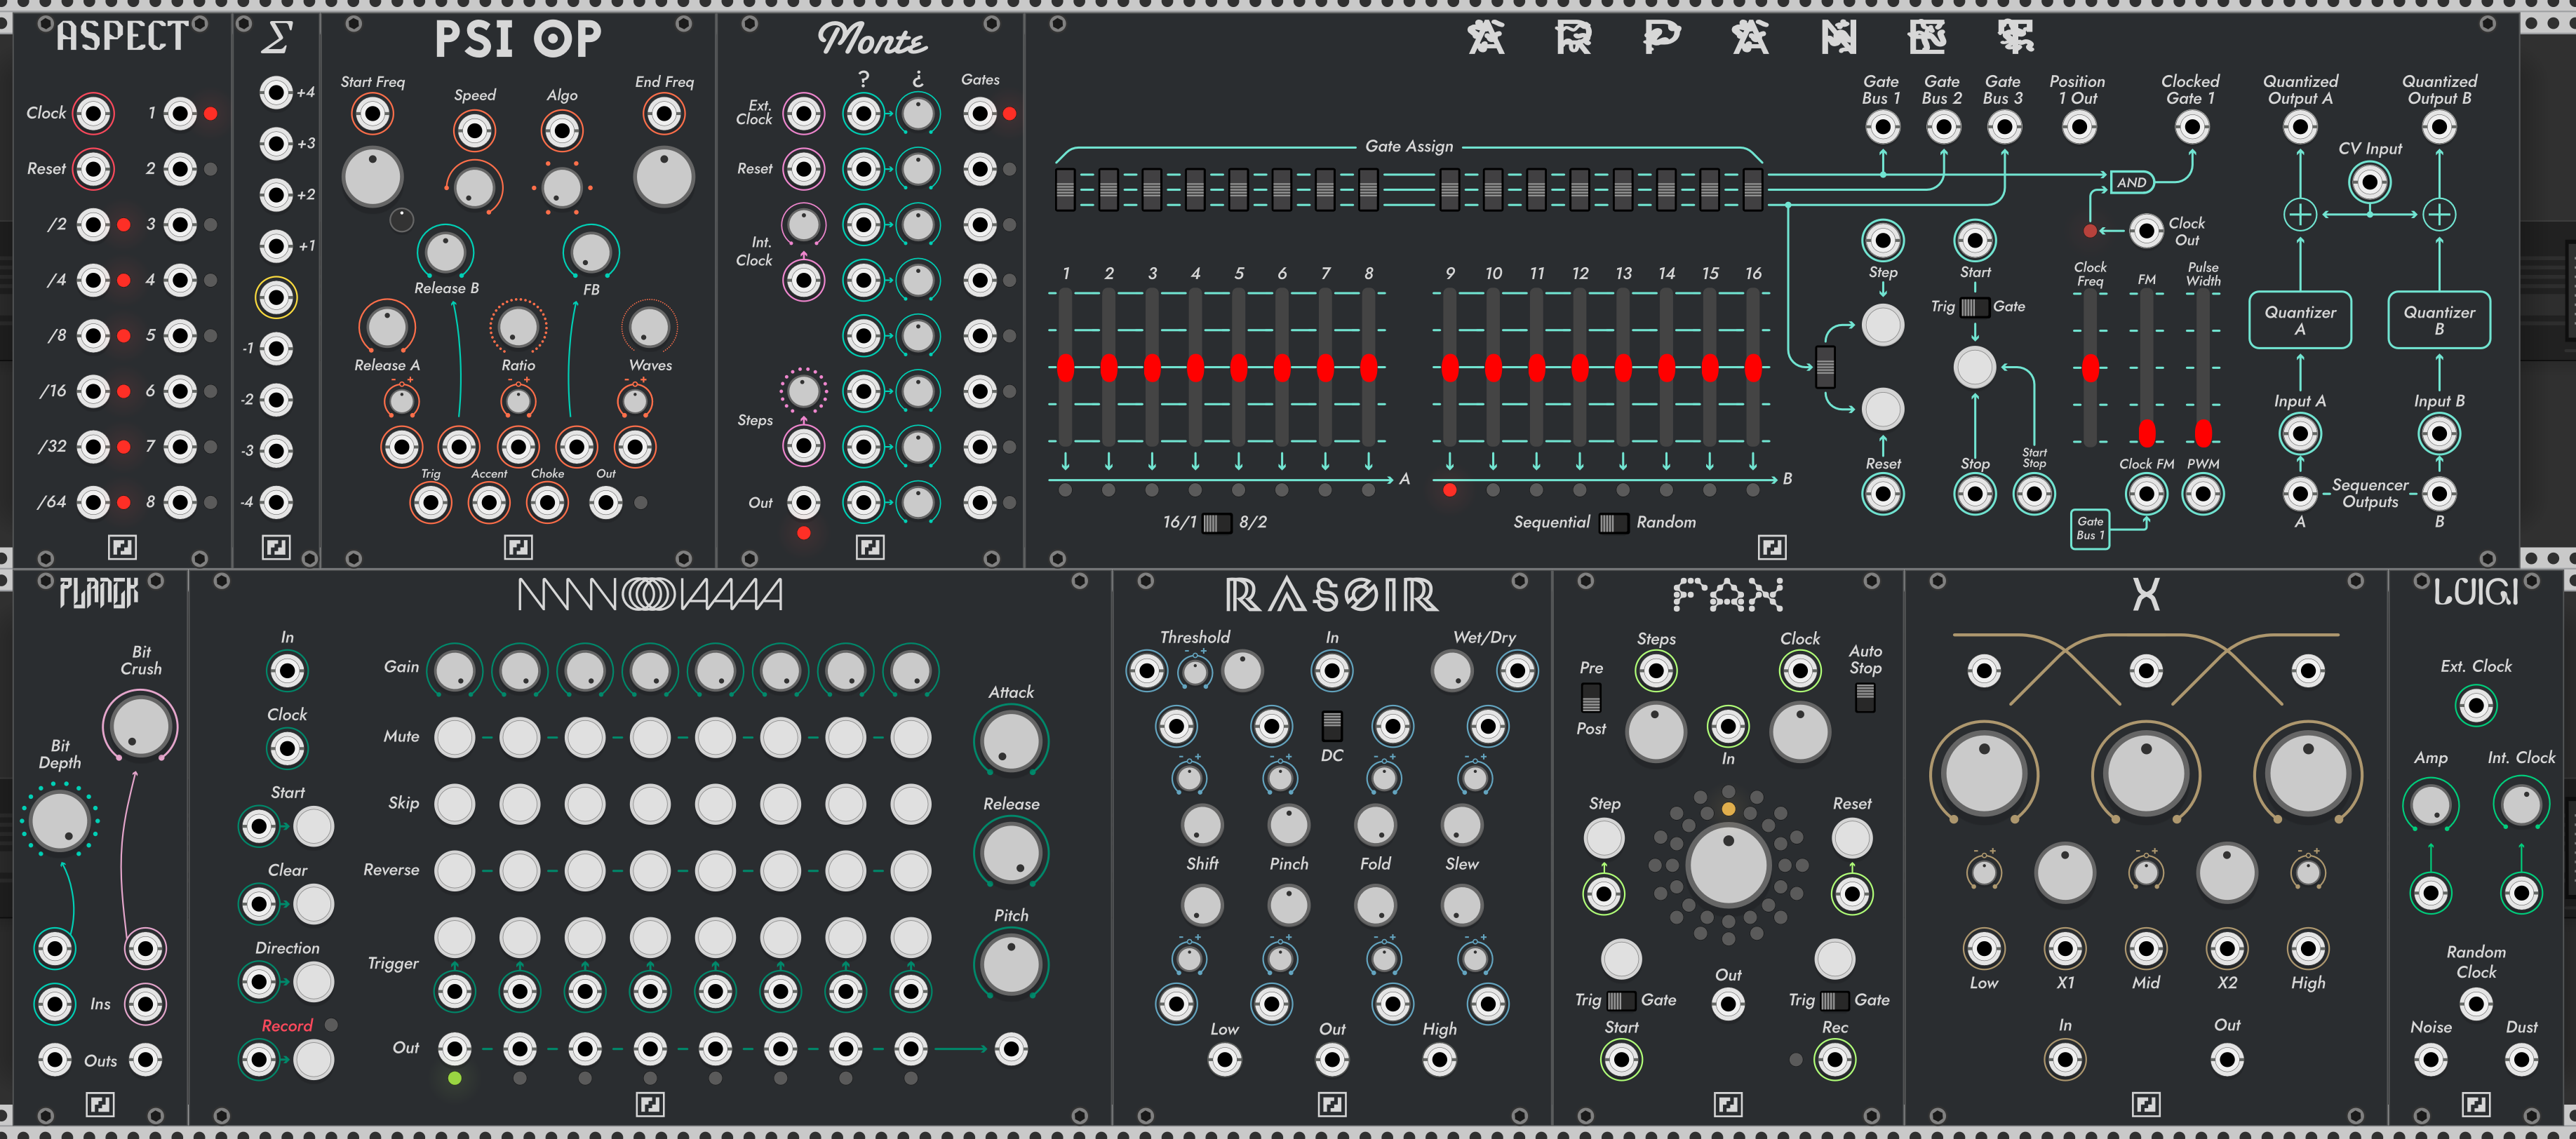 ASPECT
Clock
1
Reset
2
/2
3
/4
4
/8
5
/16
6
/32
7
/64
8
Σ
+4
+3
+2
+1
-1
-2
-3
-4
PSI OP
Start Freq
Speed
Algo
End Freq
Release B
FB
Release A
Ratio
Waves
- +
- +
- +
Trig
Accent
Choke
Out
Monte
? ¿ Gates
Ext.
Clock
Reset
Int.
Clock
Steps
Out
ARPANET
Gate
Bus 1
Gate
Bus 2
Gate
Bus 3
Position
1 Out
Clocked
Gate 1
Quantized
Output A
Quantized
Output B
Gate Assign
CV Input
AND
Clock
Out
1 2 3 4 5 6 7 8
9 10 11 12 13 14 15 16
Step
Start
Trig Gate
Clock
Freq
FM
Pulse
Width
Quantizer
A
Quantizer
B
Input A
Input B
Reset
Stop
Start
Stop
Clock FM
PWM
A
B
Sequencer
Outputs
A
B
16/1 8/2
Sequential Random
Gate
Bus 1
PLANCK
Bit
Crush
Bit
Depth
Ins
Outs
NNNOIAAA
In
Clock
Start
Clear
Direction
Record
Gain
Mute
Skip
Reverse
Trigger
Out
Attack
Release
Pitch
RASOIR
Threshold
- +
In
Wet/Dry
DC
- +
- +
- +
- +
Shift
Pinch
Fold
Slew
- +
- +
- +
- +
Low
Out
High
FAX
Steps
Clock
Pre
Post
Auto
Stop
In
Step
Reset
Out
Trig Gate
Trig Gate
Start
Rec
X
- +
- +
- +
Low
X1
Mid
X2
High
In
Out
LUIGI
Ext. Clock
Amp
Int. Clock
Random
Clock
Noise
Dust